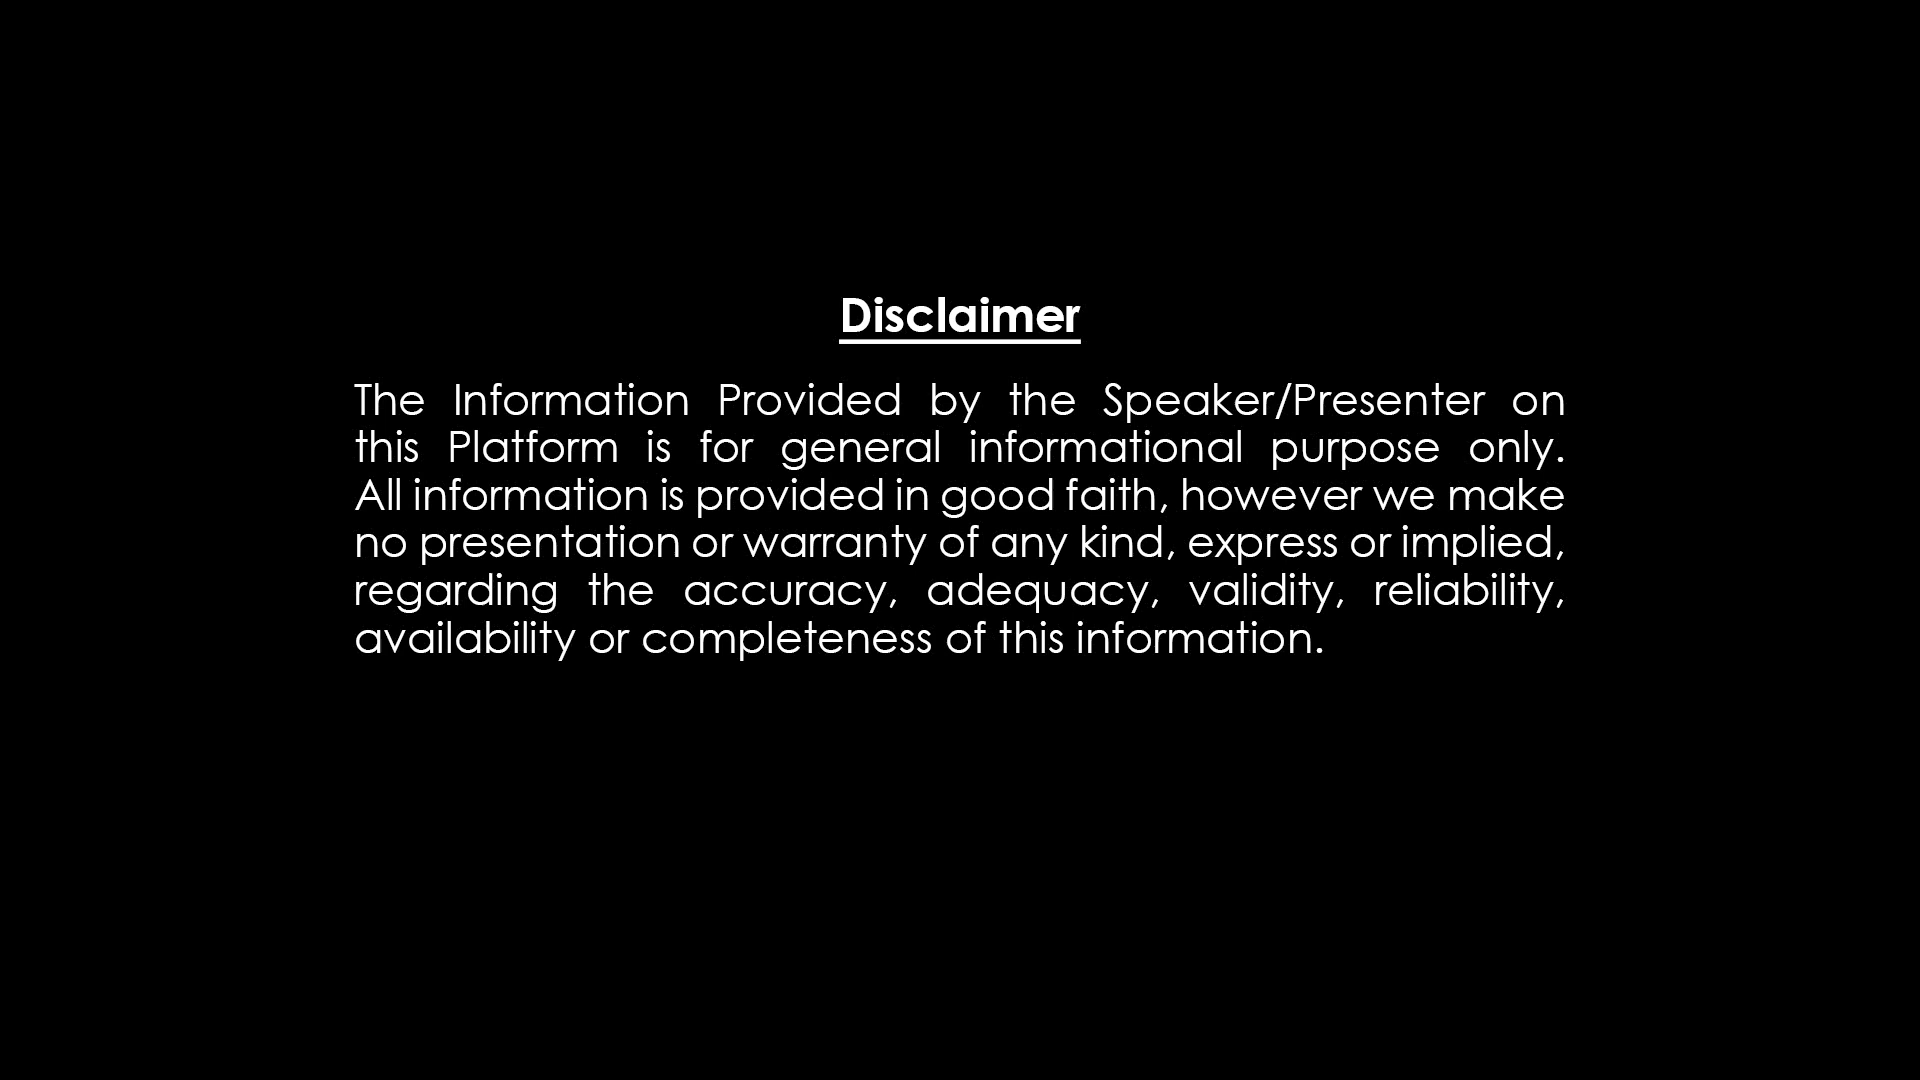 Disclaimer
The Information Provided by the Speaker/Presenter on
this Platform is for general informational purpose only.
All information is provided in good faith, however we make
no presentation or warranty of any kind, express or implied,
regarding the accuracy, adequacy, validity, reliability,
availability or completeness of this information.